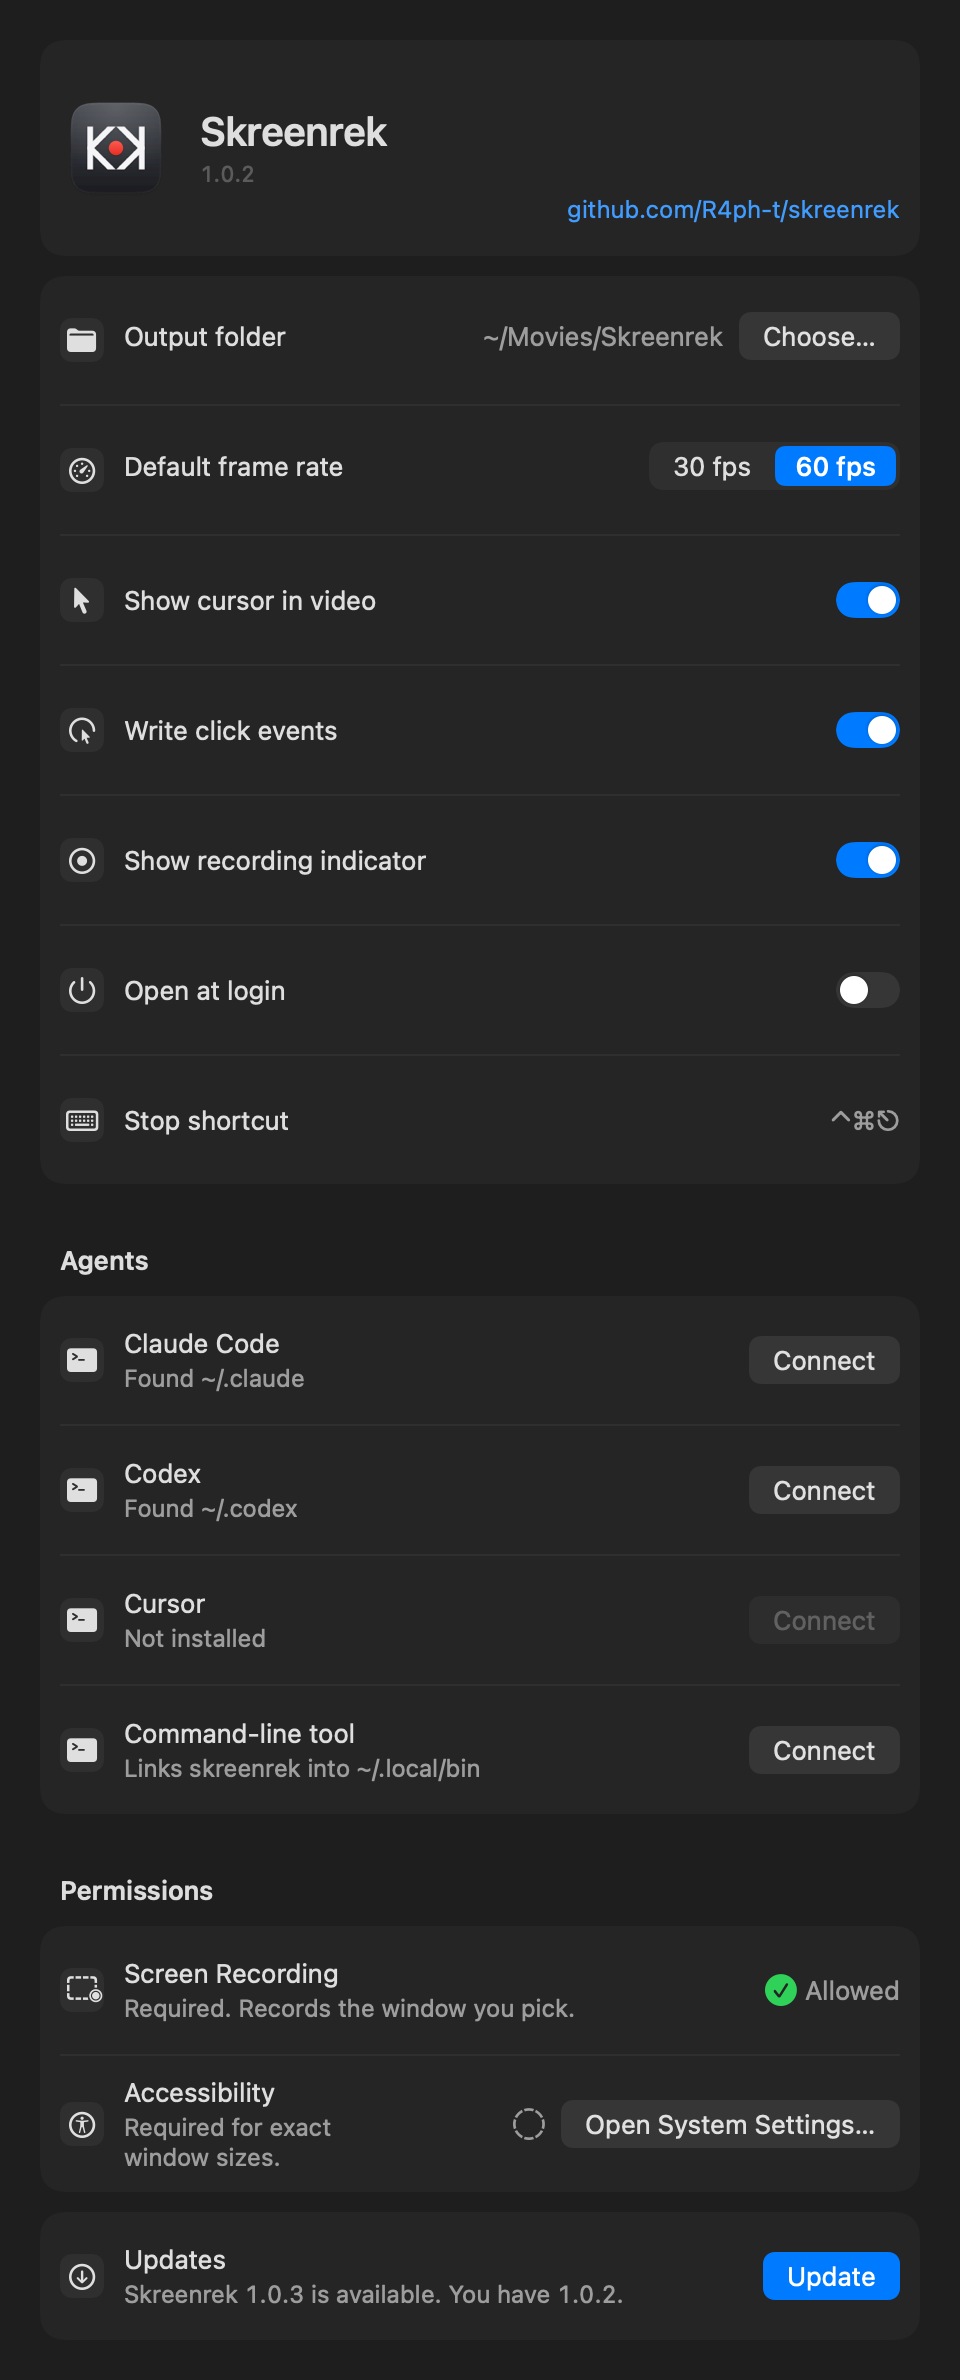 Skreenrek
1.0.2
github.com/R4ph-t/skreenrek
Output folder
~/Movies/Skreenrek
Choose...
Default frame rate
30 fps
60 fps
Show cursor in video
Write click events
Show recording indicator
Open at login
Stop shortcut
^⌘⎋
Agents
Claude Code
Found ~/.claude
Connect
Codex
Found ~/.codex
Connect
Cursor
Not installed
Connect
Command-line tool
Links skreenrek into ~/.local/bin
Connect
Permissions
Screen Recording
Required. Records the window you pick.
Allowed
Accessibility
Required for exact
window sizes.
Open System Settings...
Updates
Skreenrek 1.0.3 is available. You have 1.0.2.
Update